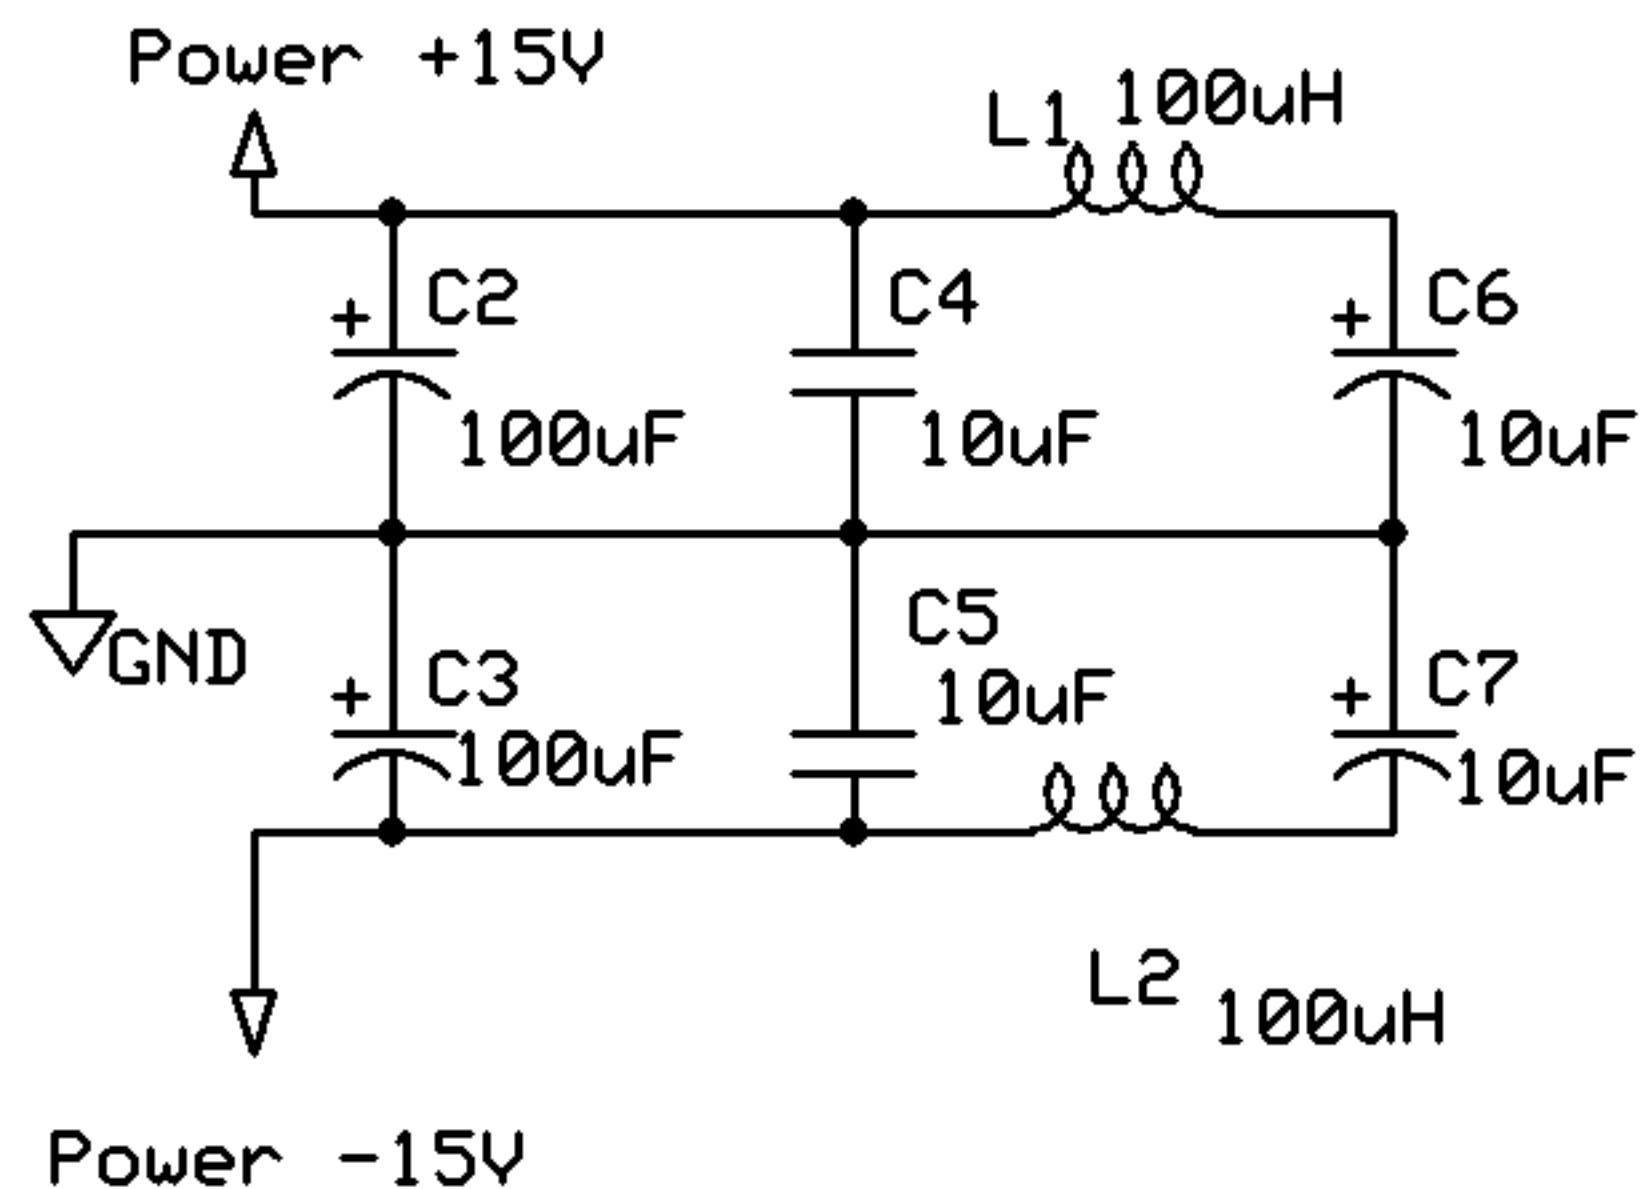 Power +15V
L1 100uH
+ C2
C4
+ C6
100uF
10uF
10uF
GND
C5
+ C3
10uF
+ C7
100uF
10uF
L2
100uH
Power -15V